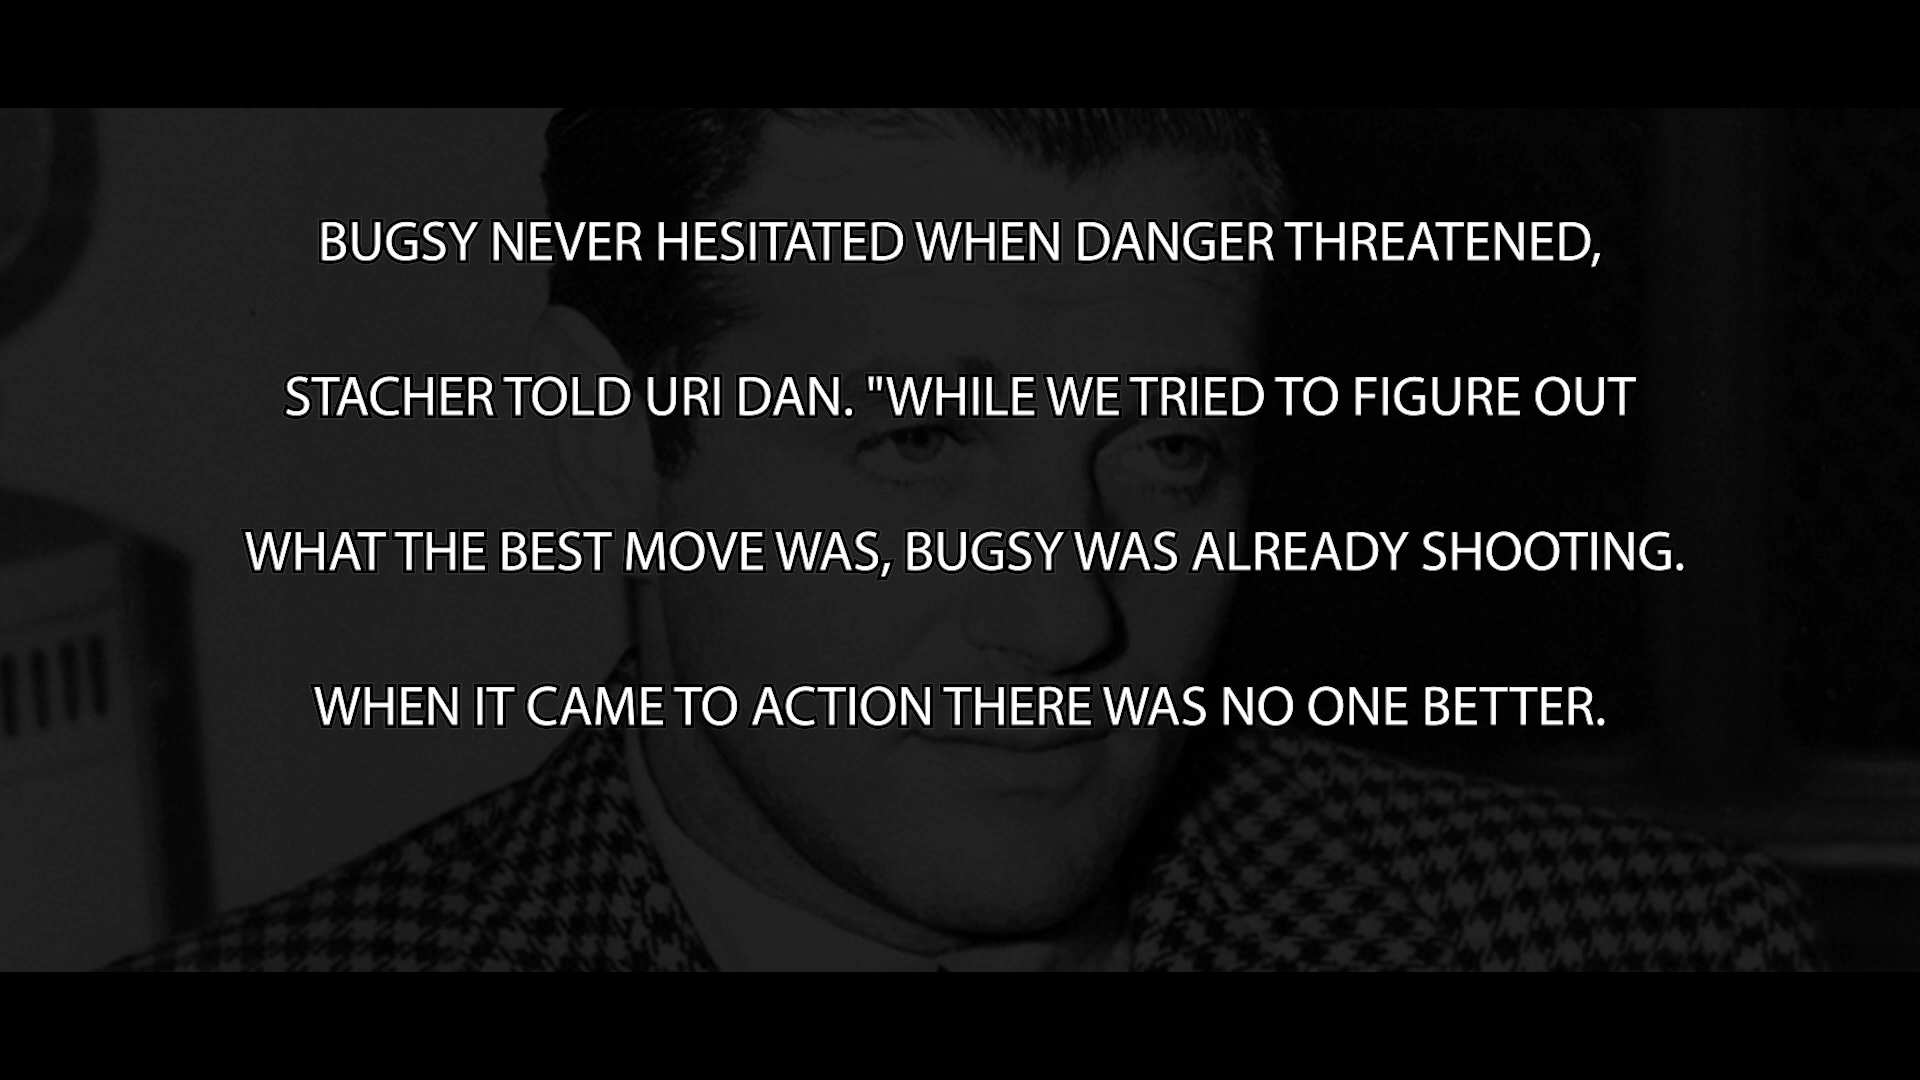 BUGSY NEVER HESITATED WHEN DANGER THREATENED,
STACHER TOLD URI DAN. "WHILE WE TRIED TO FIGURE OUT
WHAT THE BEST MOVE WAS, BUGSY WAS ALREADY SHOOTING.
WHEN IT CAME TO ACTION THERE WAS NO ONE BETTER.